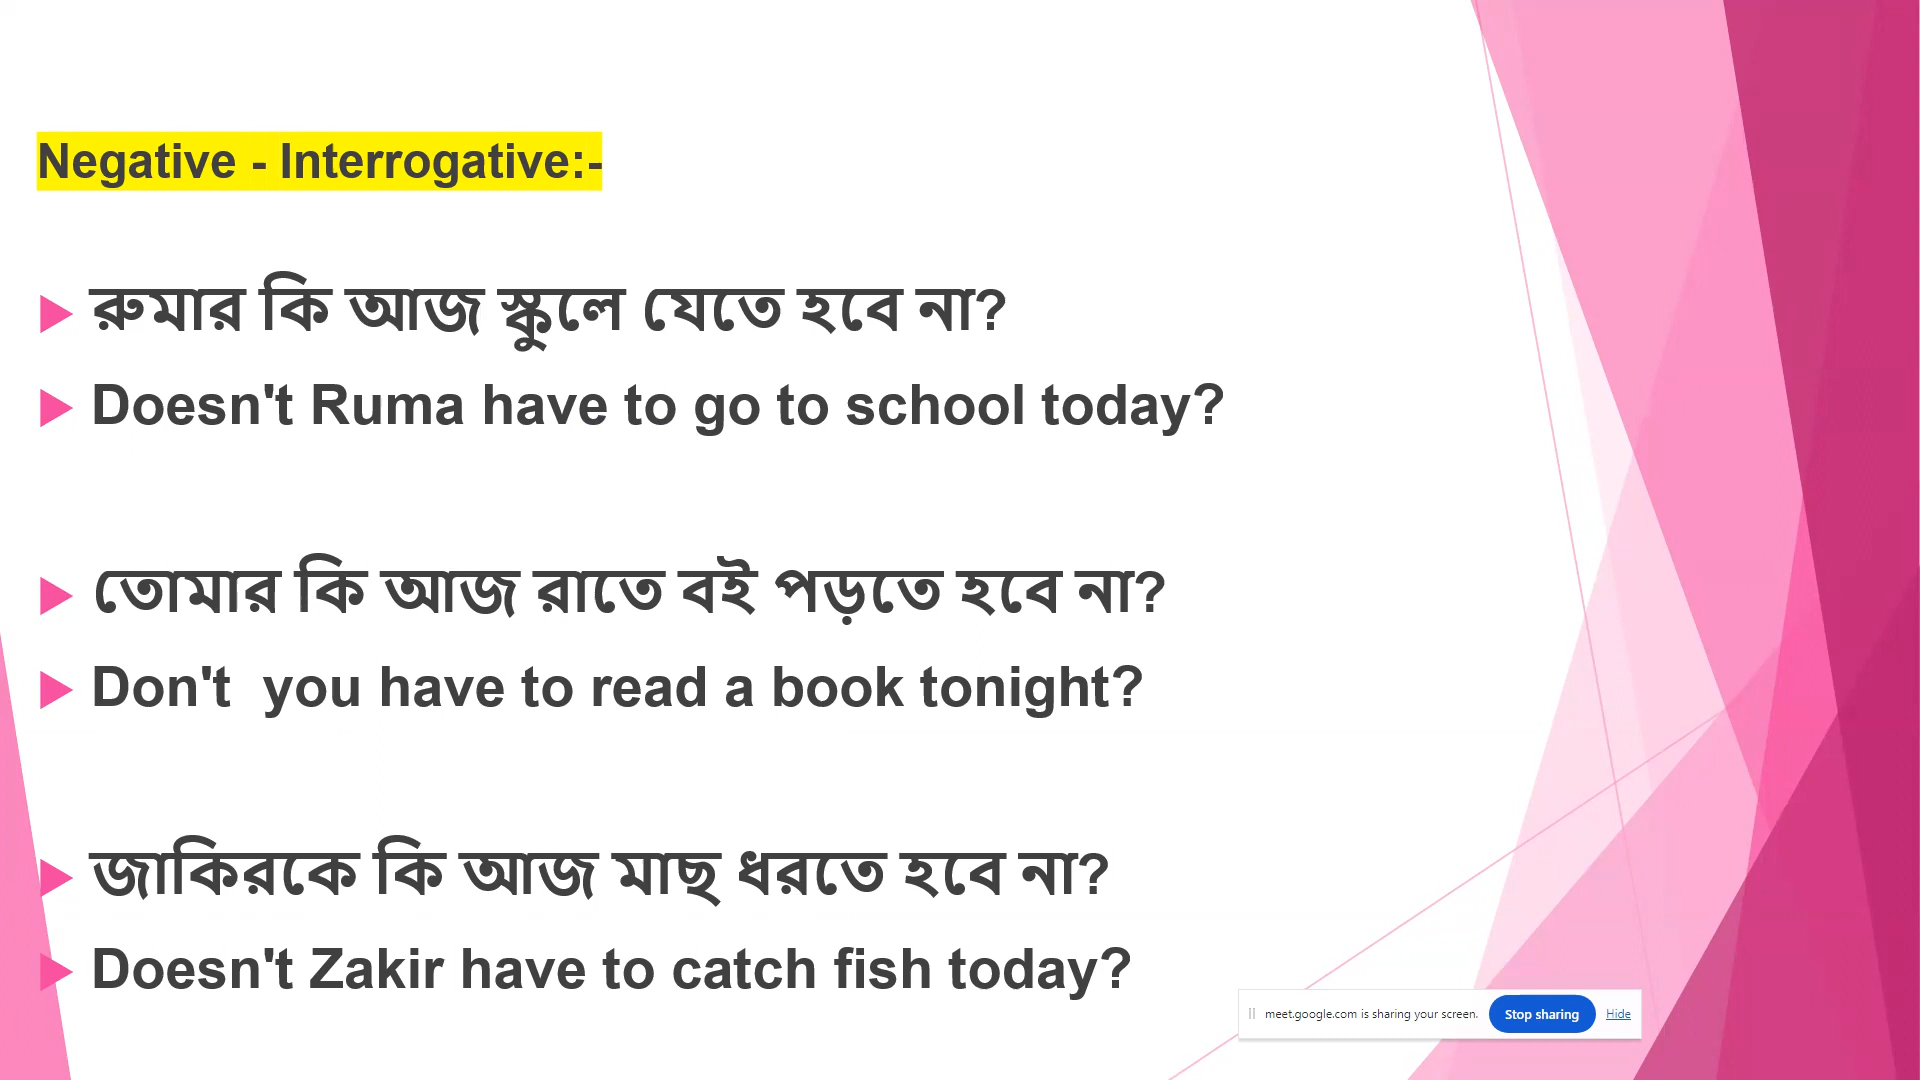 Negative - Interrogative:-
রুমার কি আজ স্কুলে যেতে হবে না?
Doesn't Ruma have to go to school today?
তোমার কি আজ রাতে বই পড়তে হবে না?
Don't  you have to read a book tonight?
জাকিরকে কি আজ মাছ ধরতে হবে না?
Doesn't Zakir have to catch fish today?
meet.google.com is sharing your screen. Stop sharing Hide